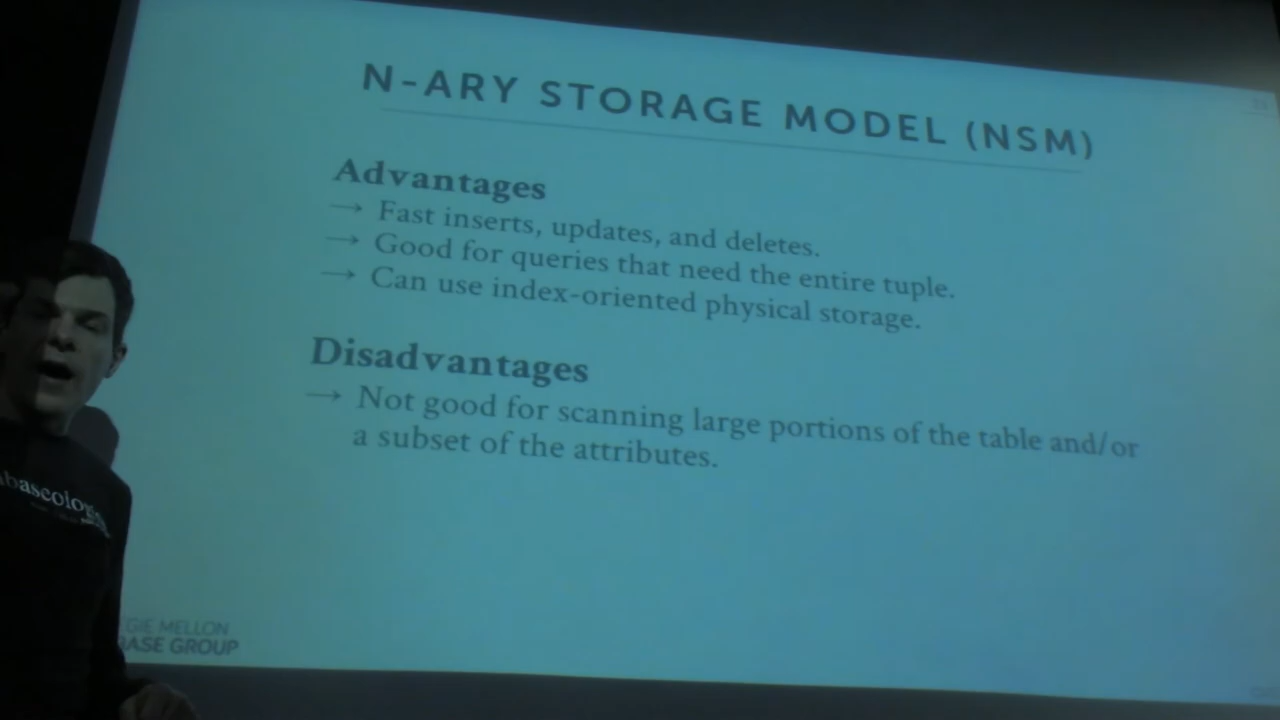 N-ARY STORAGE MODEL (NSM)
Advantages
→ Fast inserts, updates, and deletes.
→ Good for queries that need the entire tuple.
→ Can use index-oriented physical storage.
Disadvantages
→ Not good for scanning large portions of the table and/or
a subset of the attributes.
GIE MELLON
BASE GROUP